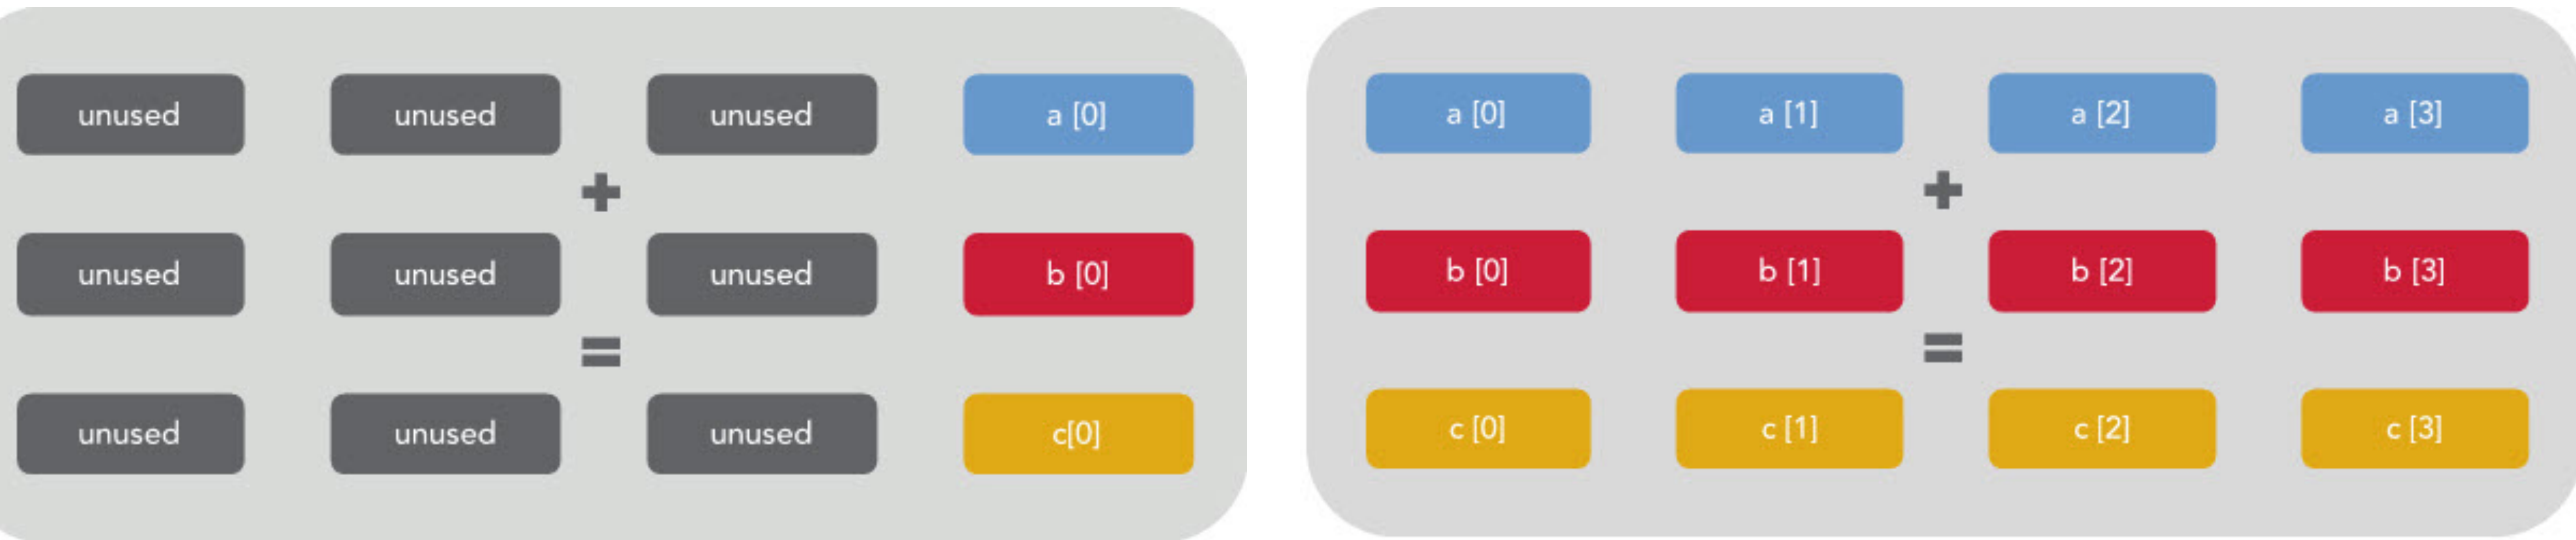 unused unused unused a [0]
+
unused unused unused b [0]
=
unused unused unused c[0]
a [0] a [1] a [2] a [3]
+
b [0] b [1] b [2] b [3]
=
c [0] c [1] c [2] c [3]